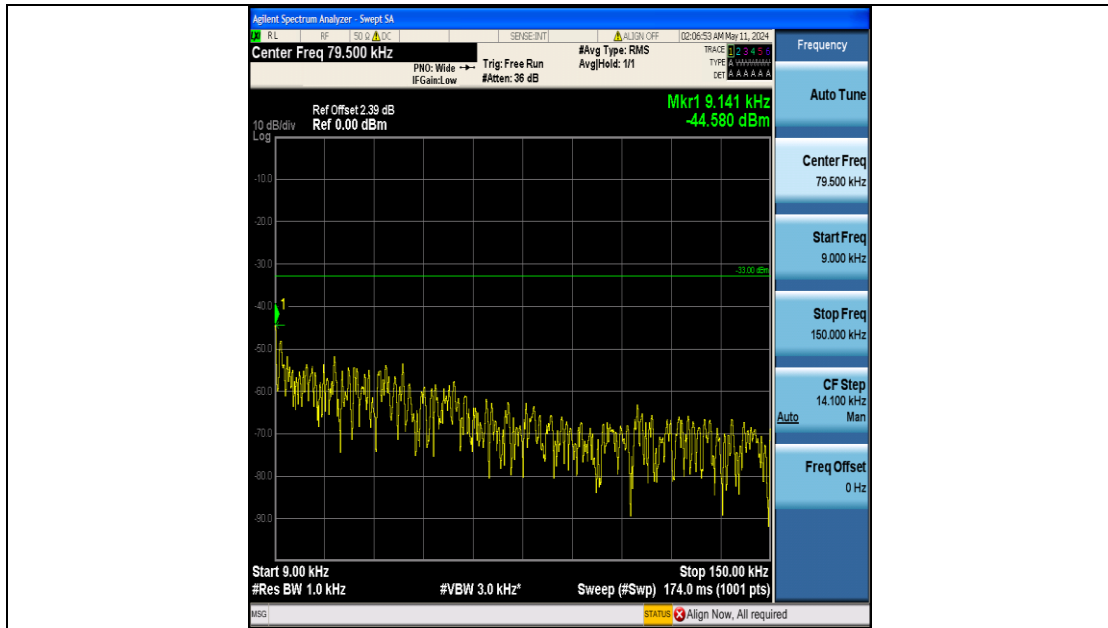 Agilent Spectrum Analyzer - Swept SA
RL RF 50 Ω DC SENSE:INT ALIGN OFF 02:06:53 AM May 11, 2024
Center Freq 79.500 kHz
#Avg Type: RMS
TRACE 1 2 3 4 5 6
PNO: Wide
Trig: Free Run
Avg|Hold: 1/1
TYPE A
IFGain:Low
#Atten: 36 dB
DET A A A A A A
Frequency
Auto Tune
Mkr1 9.141 kHz
-44.580 dBm
Ref Offset 2.39 dB
10 dB/div Ref 0.00 dBm
Log
-10.0
-20.0
-30.0
-33.00 dBm
-40.0
1
-50.0
-60.0
-70.0
-80.0
-90.0
Center Freq
79.500 kHz
Start Freq
9.000 kHz
Stop Freq
150.000 kHz
CF Step
14.100 kHz
Auto Man
Freq Offset
0 Hz
Start 9.00 kHz Stop 150.00 kHz
#Res BW 1.0 kHz #VBW 3.0 kHz* Sweep (#Swp) 174.0 ms (1001 pts)
MSG STATUS Align Now, All required